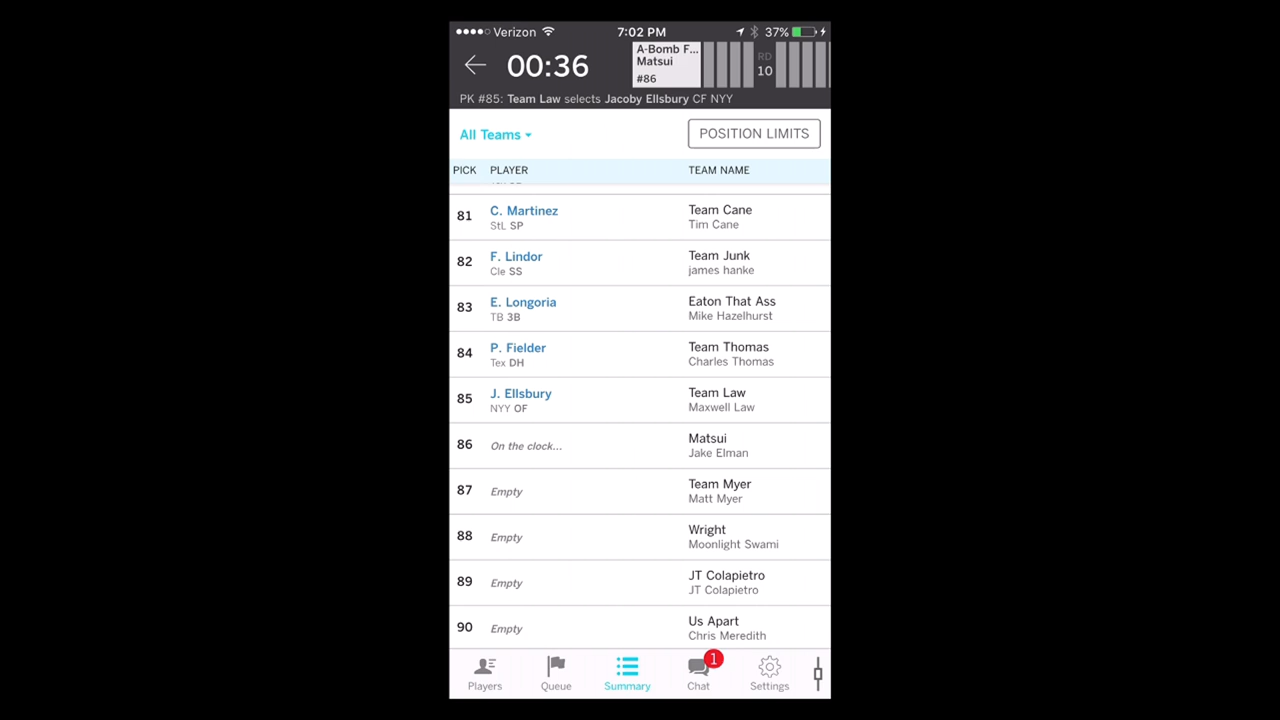 Verizon 7:02 PM 37%
00:36
A-Bomb F...
Matsui
#86
RD
10
PK #85: Team Law selects Jacoby Ellsbury CF NYY
All Teams
POSITION LIMITS
PICK PLAYER TEAM NAME
81 C. Martinez Team Cane
StL SP Tim Cane
82 F. Lindor Team Junk
Cle SS james hanke
83 E. Longoria Eaton That Ass
TB 3B Mike Hazelhurst
84 P. Fielder Team Thomas
Tex DH Charles Thomas
85 J. Ellsbury Team Law
NYY OF Maxwell Law
86 On the clock... Matsui
Jake Elman
87 Empty Team Myer
Matt Myer
88 Empty Wright
Moonlight Swami
89 Empty JT Colapietro
JT Colapietro
90 Empty Us Apart
Chris Meredith
1
Players Queue Summary Chat Settings